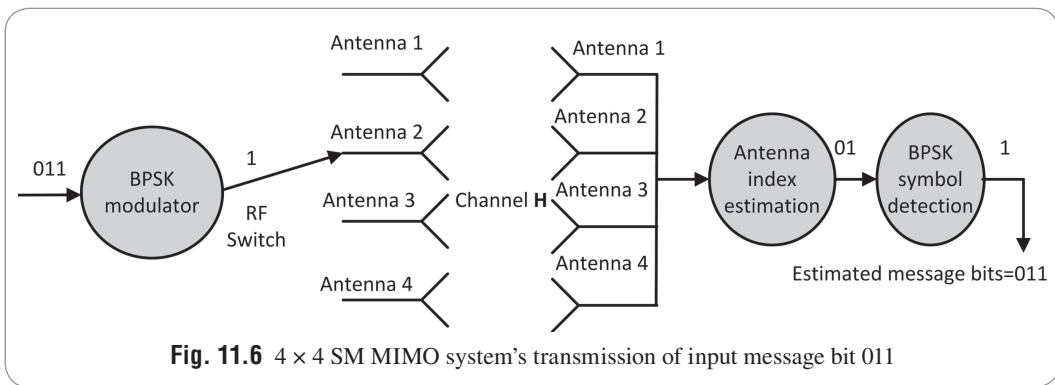 011
BPSK
modulator
1
RF
Switch
Antenna 1
Antenna 2
Antenna 3
Antenna 4
Channel H
Antenna 1
Antenna 2
Antenna 3
Antenna 4
Antenna
index
estimation
01
BPSK
symbol
detection
1
Estimated message bits=011
Fig. 11.6 4 × 4 SM MIMO system's transmission of input message bit 011